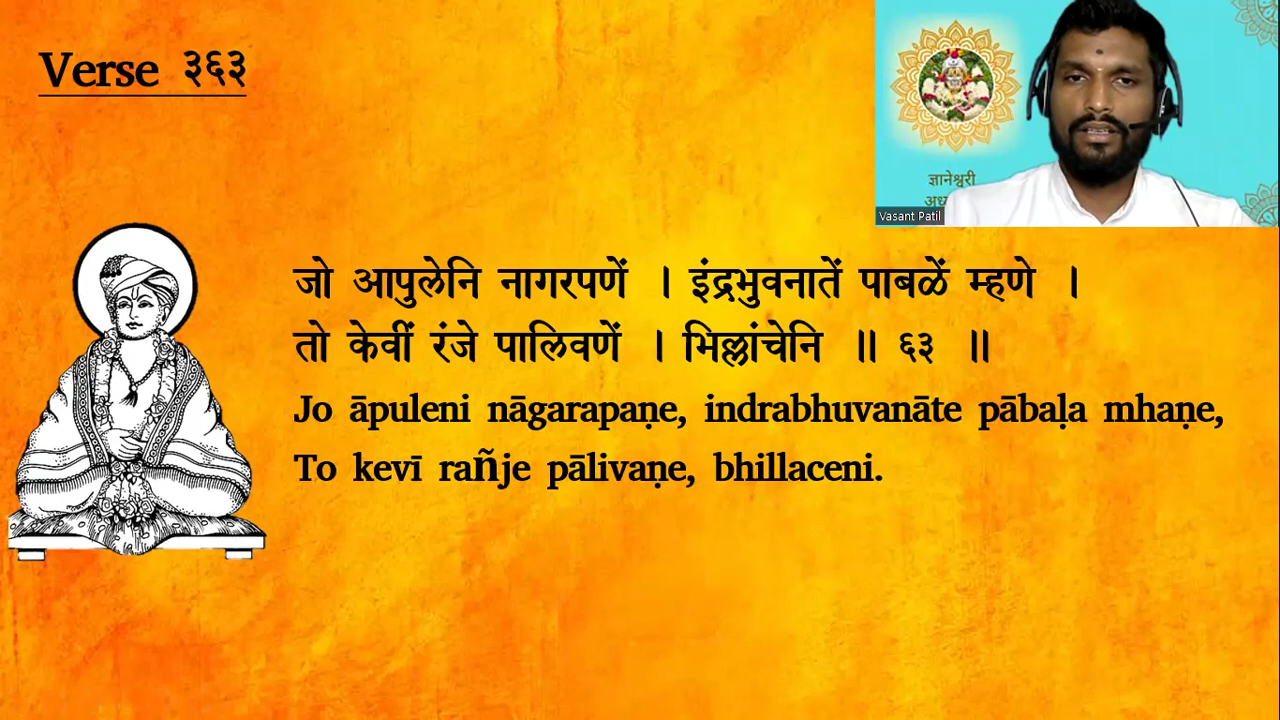 Verse ३६३
ज्ञानेश्वरी
Vasant Patil
जो आपुलेनि नागरपणें । इंद्रभुवनातें पाबळें म्हणे ।
तो केवीं रंजे पालिवणें । भिल्लांचेनि ॥ ६३ ॥
Jo āpuleni nāgarapaṇe, indrabhuvanāte pābaḷa mhaṇe,
To kevī rañje pālivaṇe, bhillaceni.